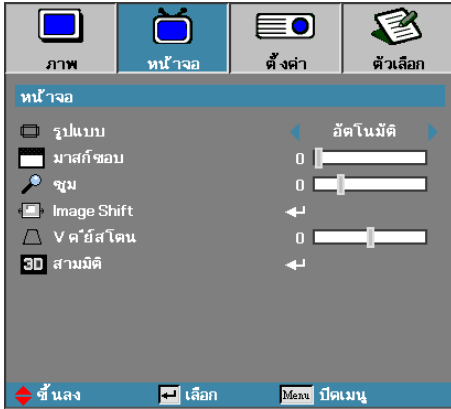 ภาพ หน้าจอ ตั้งค่า ตัวเลือก
หน้าจอ
รูปแบบ อัตโนมัติ
มาสก์ขอบ 0
ซูม 0
Image Shift
V คีย์สโตน 0
3D สามมิติ
ขึ้นลง เลือก Menu ปิดเมนู